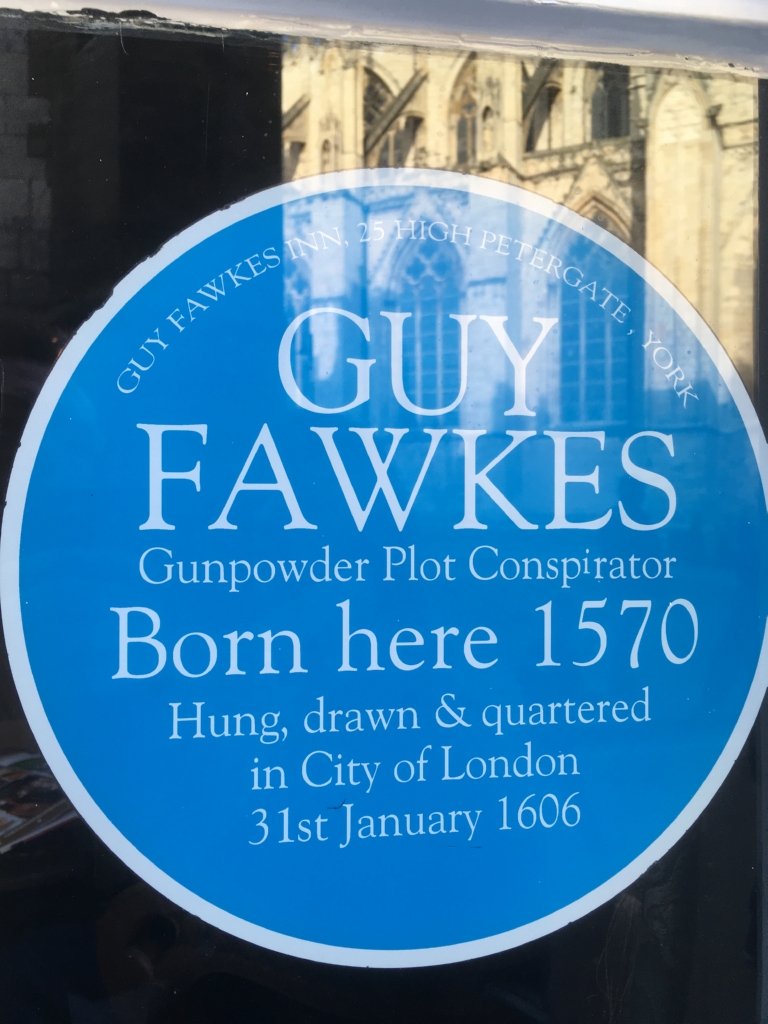 GUY FAWKES INN, 25 HIGH PETERGATE, YORK
GUY
FAWKES
Gunpowder Plot Conspirator
Born here 1570
Hung, drawn & quartered
in City of London
31st January 1606